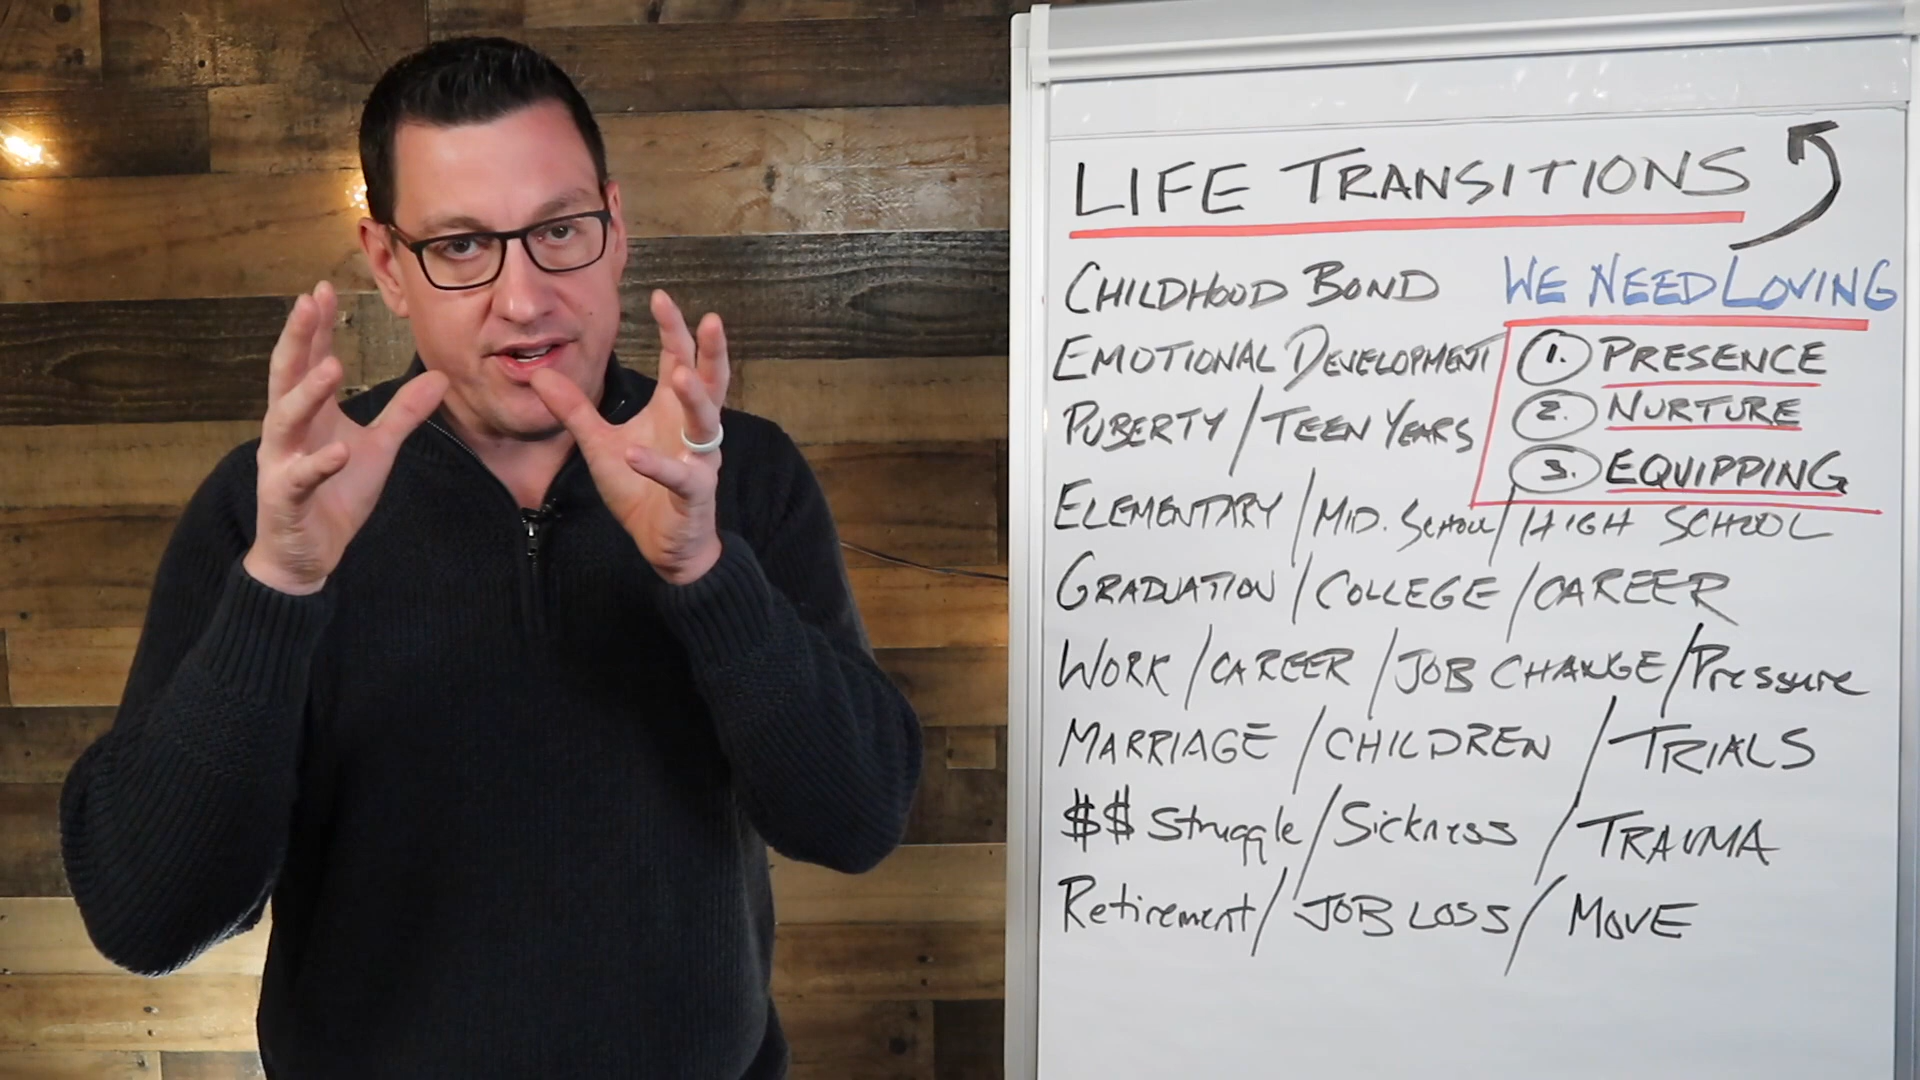 LIFE TRANSITIONS
CHILDHOOD BOND
EMOTIONAL DEVELOPMENT
PUBERTY / TEEN YEARS
WE NEED LOVING
1. PRESENCE
2. NURTURE
3. EQUIPPING
ELEMENTARY / MID. SCHOOL / HIGH SCHOOL
GRADUATION / COLLEGE / CAREER
WORK / CAREER / JOB CHANGE / Pressure
MARRIAGE / CHILDREN / TRIALS
$$ Struggle / Sickness / TRAUMA
Retirement / JOB LOSS / MOVE